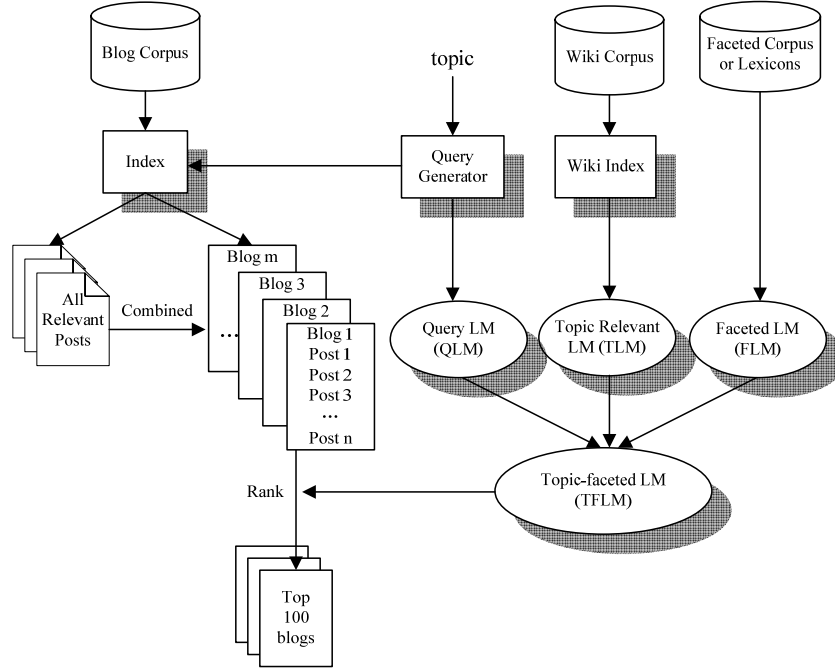 Blog Corpus
topic
Wiki Corpus
Faceted Corpus
or Lexicons
Index
Query
Generator
Wiki Index
All
Relevant
Posts
Combined
Blog m
...
Blog 3
Blog 2
Blog 1
Post 1
Post 2
Post 3
...
Post n
Query LM
(QLM)
Topic Relevant
LM (TLM)
Faceted LM
(FLM)
Rank
Topic-faceted LM
(TFLM)
Top
100
blogs